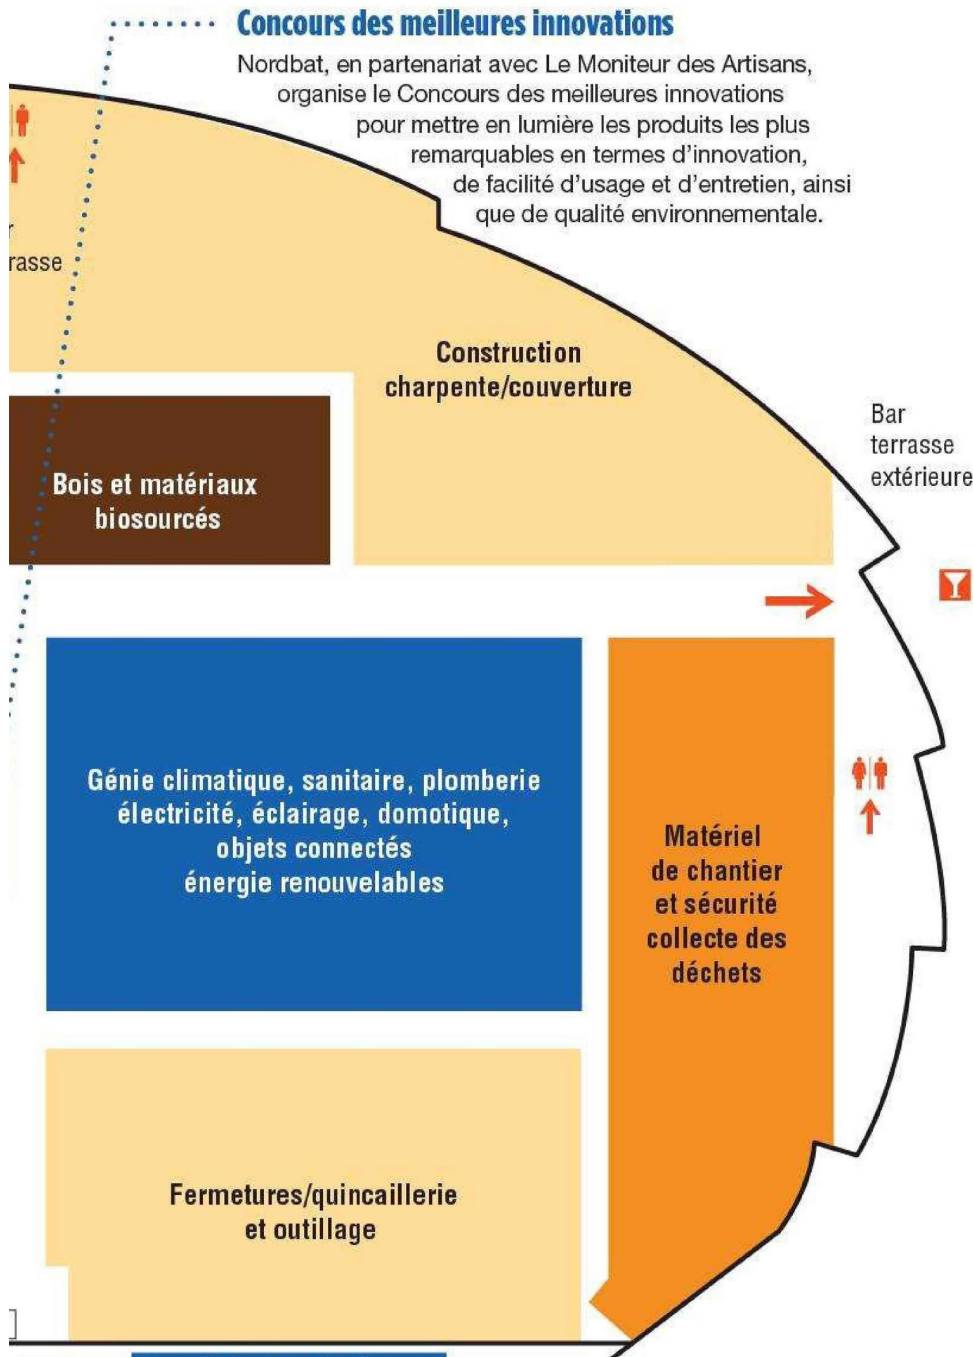 Concours des meilleures innovations
Nordbat, en partenariat avec Le Moniteur des Artisans,
organise le Concours des meilleures innovations
pour mettre en lumière les produits les plus
remarquables en termes d'innovation,
de facilité d'usage et d'entretien, ainsi
que de qualité environnementale.
rasse
Construction
charpente/couverture
Bar
terrasse
extérieure
Bois et matériaux
biosourcés
Génie climatique, sanitaire, plomberie
électricité, éclairage, domotique,
objets connectés
énergie renouvelables
Matériel
de chantier
et sécurité
collecte des
déchets
Fermetures/quincaillerie
et outillage